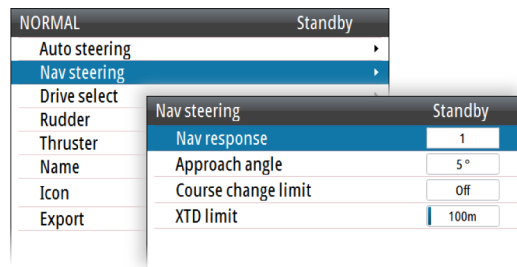 NORMAL Standby
Auto steering
Nav steering
Drive select
Rudder
Thruster
Name
Icon
Export
Nav steering Standby
Nav response 1
Approach angle 5°
Course change limit Off
XTD limit 100m